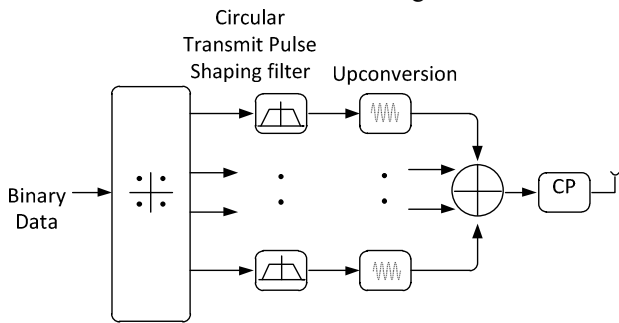 Circular
Transmit Pulse
Shaping filter
Upconversion
Binary
Data
CP